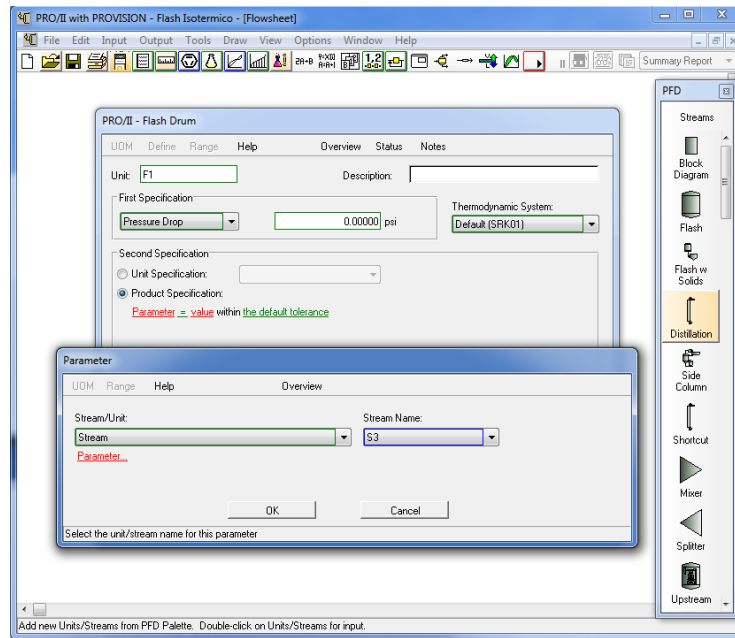 PRO/II with PROVISION - Flash Isotermico - [Flowsheet]
File Edit Input Output Tools Draw View Options Window Help
Summary Report
PRO/II - Flash Drum
UOM Define Range Help Overview Status Notes
Unit: F1 Description:
First Specification
Thermodynamic System:
Pressure Drop 0.00000 psi Default (SRK01)
Second Specification
Unit Specification:
Product Specification:
Parameter = value within the default tolerance
Parameter
UOM Range Help Overview
Stream/Unit: Stream Name:
Stream S3
Parameter...
OK Cancel
Select the unit/stream name for this parameter
PFD
Streams
Block
Diagram
Flash
Flash w
Solids
Distillation
Side
Column
Shortcut
Mixer
Splitter
Upstream
Add new Units/Streams from PFD Palette. Double-click on Units/Streams for input.